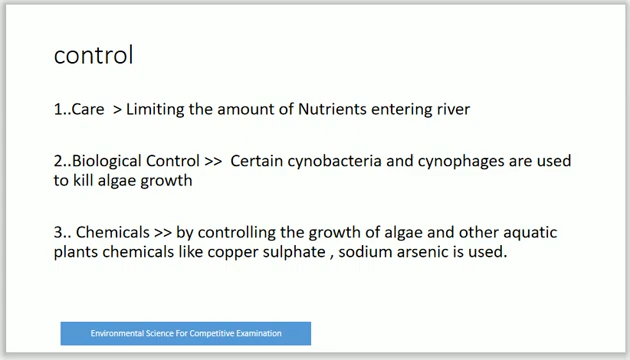 control
1..Care  > Limiting the amount of Nutrients entering river
2..Biological Control >>  Certain cynobacteria and cynophages are used
to kill algae growth
3.. Chemicals >> by controlling the growth of algae and other aquatic
plants chemicals like copper sulphate , sodium arsenic is used.
Environmental Science For Competitive Examination